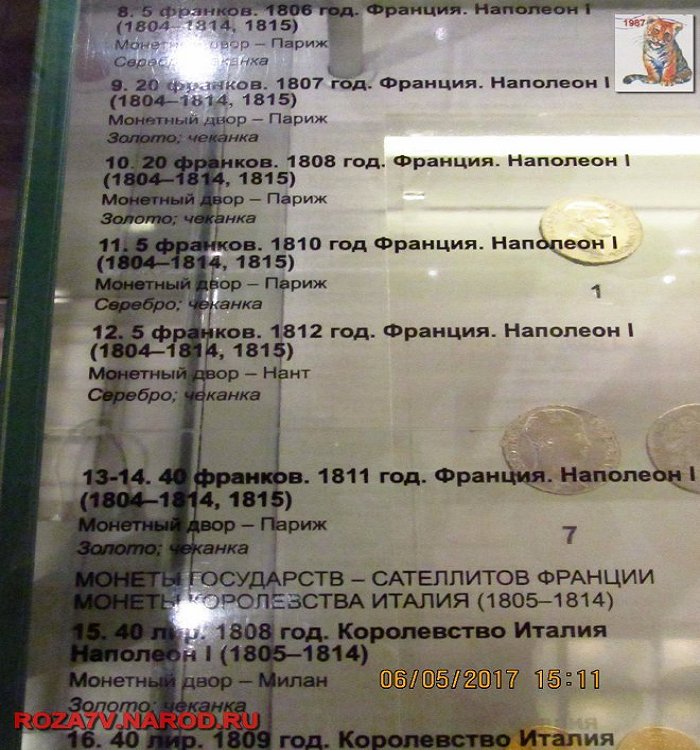 8. 5 франков. 1806 год. Франция. Наполеон I
(1804–1814, 1815)
Монетный двор – Париж
Серебро; чеканка
1987
9. 20 франков. 1807 год. Франция. Наполеон I
(1804–1814, 1815)
Монетный двор – Париж
Золото; чеканка
10. 20 франков. 1808 год. Франция. Наполеон I
(1804–1814, 1815)
Монетный двор – Париж
Золото; чеканка
11. 5 франков. 1810 год Франция. Наполеон I
(1804–1814, 1815)
Монетный двор – Париж
Серебро; чеканка
1
12. 5 франков. 1812 год. Франция. Наполеон I
(1804–1814, 1815)
Монетный двор – Нант
Серебро; чеканка
13-14. 40 франков. 1811 год. Франция. Наполеон I
(1804–1814, 1815)
Монетный двор – Париж
Золото; чеканка
7
МОНЕТЫ ГОСУДАРСТВ – САТЕЛЛИТОВ ФРАНЦИИ
МОНЕТЫ КОРОЛЕВСТВА ИТАЛИЯ (1805–1814)
15. 40 лир. 1808 год. Королевство Италия
Наполеон I (1805–1814)
Монетный двор – Милан
06/05/2017 15:11
Золото; чеканка
ROZA7V.NAROD.RU
16. 40 лир. 1809 год. Королевство Италия